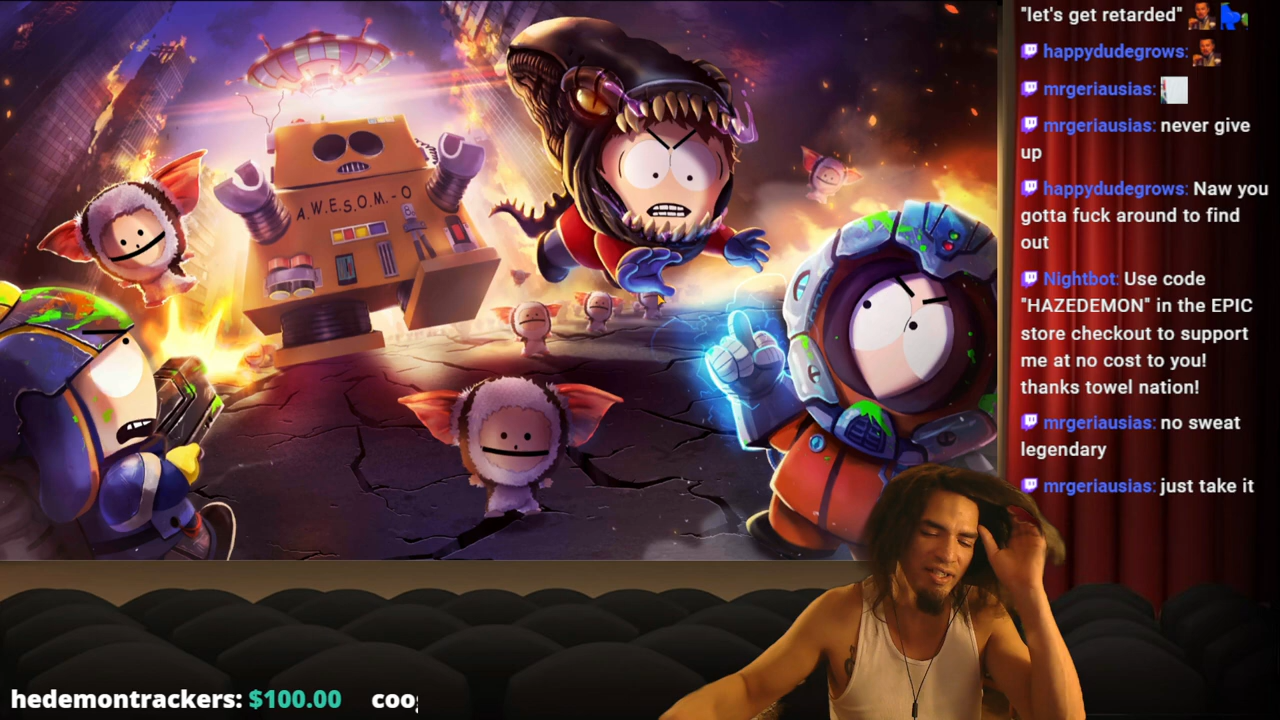 "let's get retarded"
happydudegrows:
mrgeriausias:
mrgeriausias: never give
up
happydudegrows: Naw you
gotta fuck around to find
out
Nightbot: Use code
"HAZEDEMON" in the EPIC
store checkout to support
me at no cost to you!
thanks towel nation!
mrgeriausias: no sweat
legendary
mrgeriausias: just take it
A.W.E.S.O.M.-O
hedemontrackers: $100.00 coo